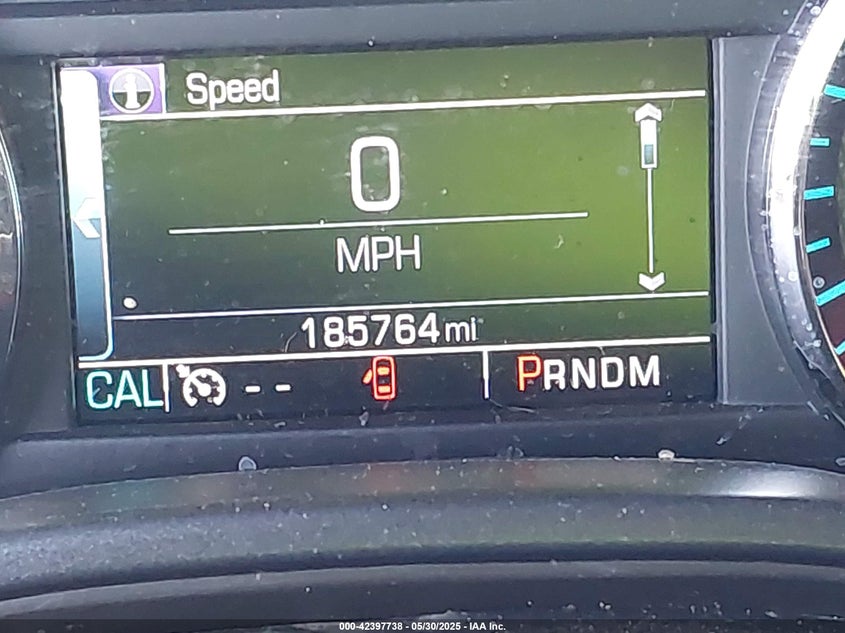 Speed
0
MPH
185764 mi
CAL -- PRNDM
000-42397738 - 05/30/2025 - IAA Inc.